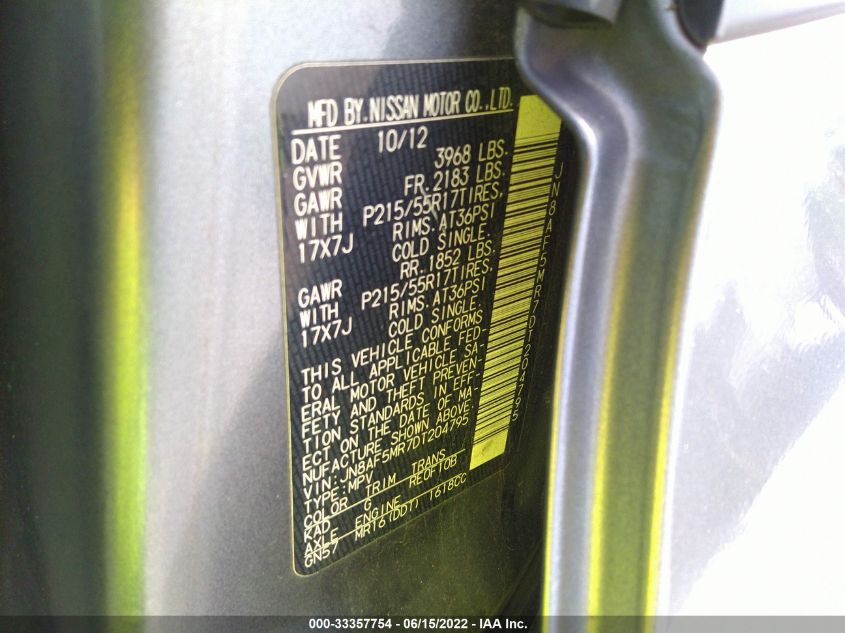 MFD BY. NISSAN MOTOR CO.,LTD.
DATE 10/12
GVWR 3968 LBS.
GAWR FR. 2183 LBS.
WITH P215/55R17TIRES,
17X7J RIMS. AT36PSI
COLD SINGLE.
GAWR RR. 1852 LBS.
WITH P215/55R17TIRES,
17X7J RIMS. AT36PSI
COLD SINGLE.
THIS VEHICLE CONFORMS
TO ALL APPLICABLE FED-
ERAL MOTOR VEHICLE SA-
FETY AND THEFT PREVEN-
TION STANDARDS IN EFF-
ECT ON THE DATE OF MA-
NUFACTURE SHOWN ABOVE.
VIN: JN8AF5MR7DT204795
TYPE: MPV
COLOR TRIM TRANS
KAD G RE0F10B
AXLE ENGINE
GN57 MR16(DDT) 1618CC
JN8AF5MR7DT204795
000-33357754 - 06/15/2022 - IAA Inc.